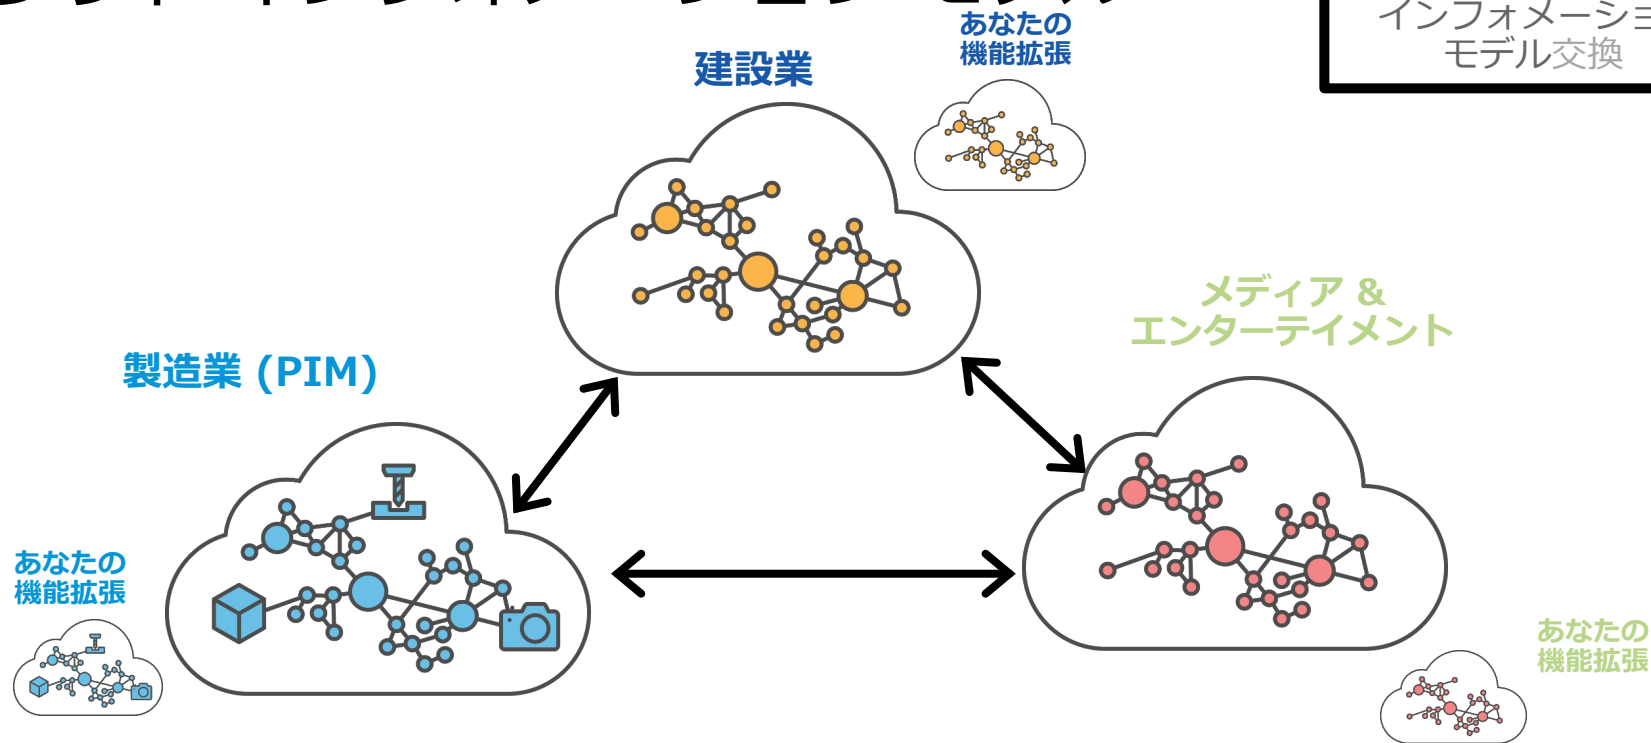 インフォメーショ
モデル交換
あなたの
機能拡張
建設業
メディア &
エンターテイメント
製造業 (PIM)
あなたの
機能拡張
あなたの
機能拡張